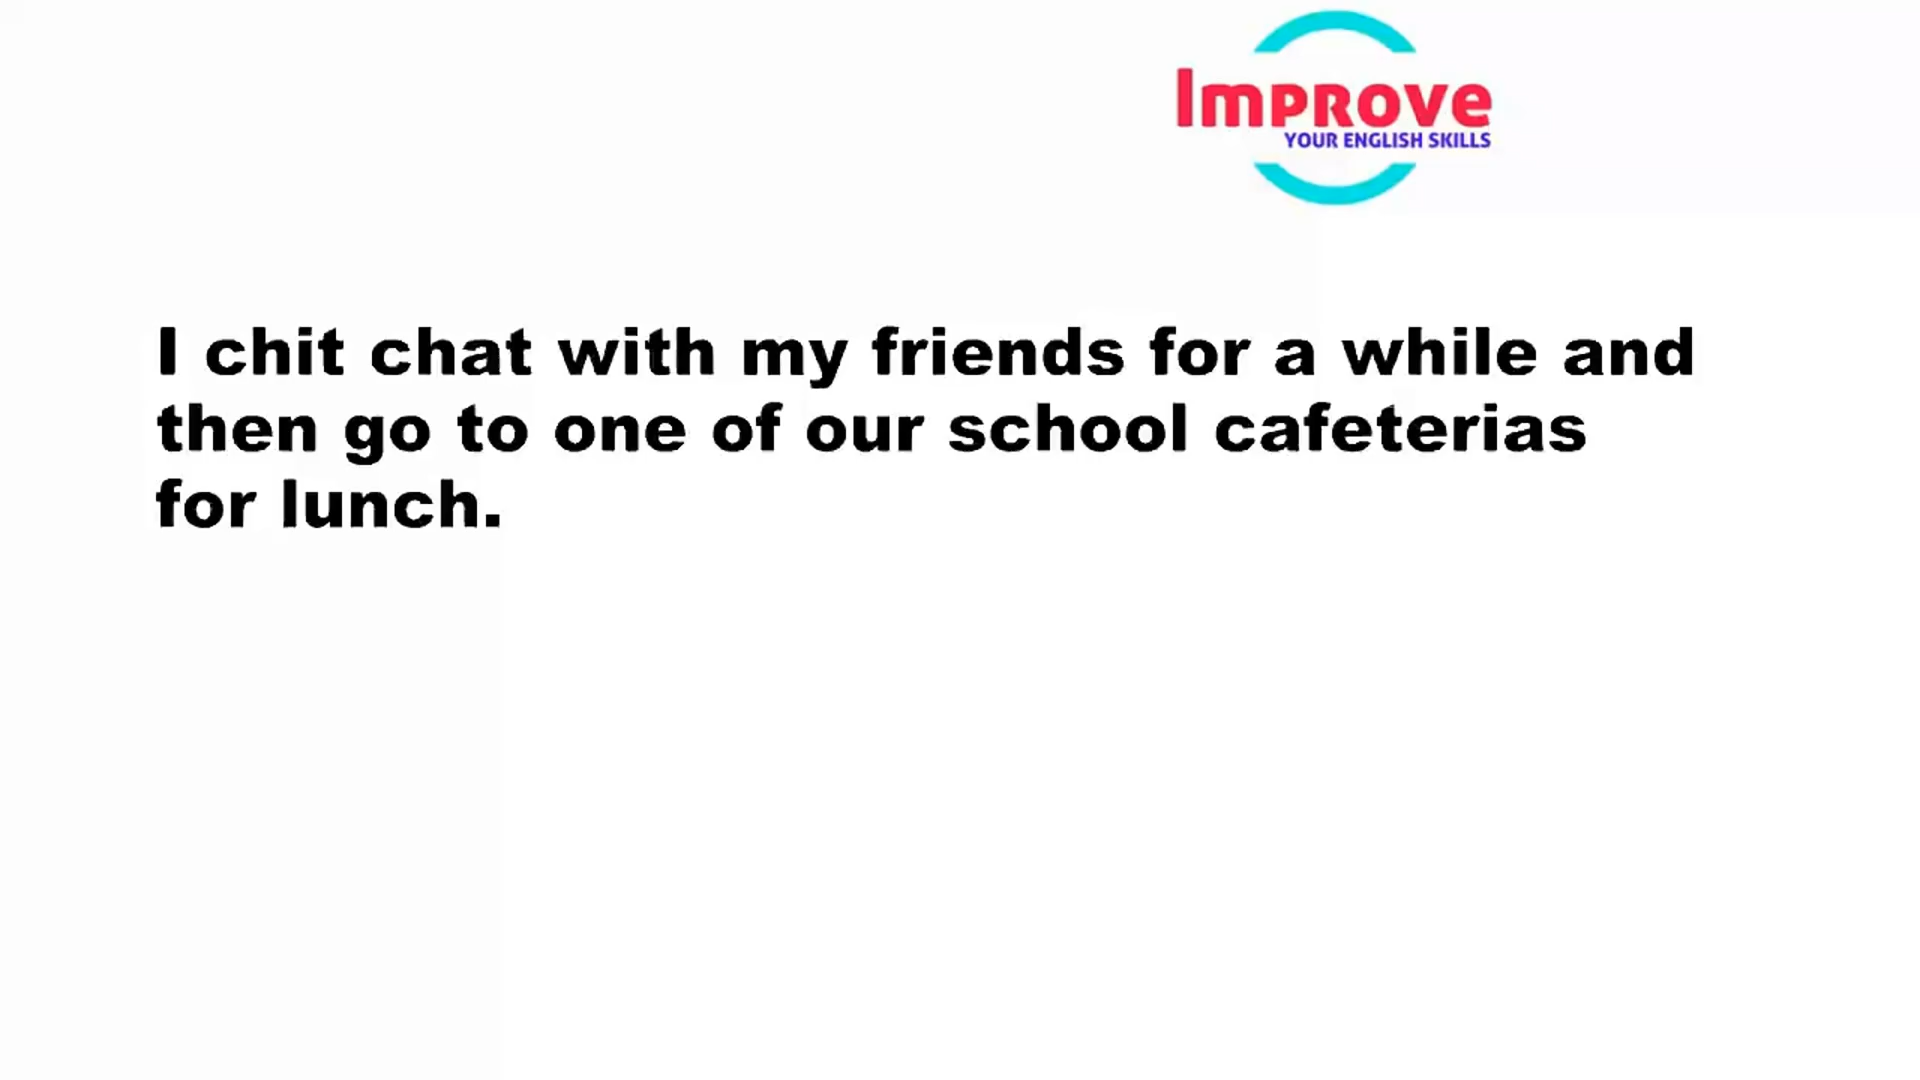 Improve
YOUR ENGLISH SKILLS
I chit chat with my friends for a while and
then go to one of our school cafeterias
for lunch.